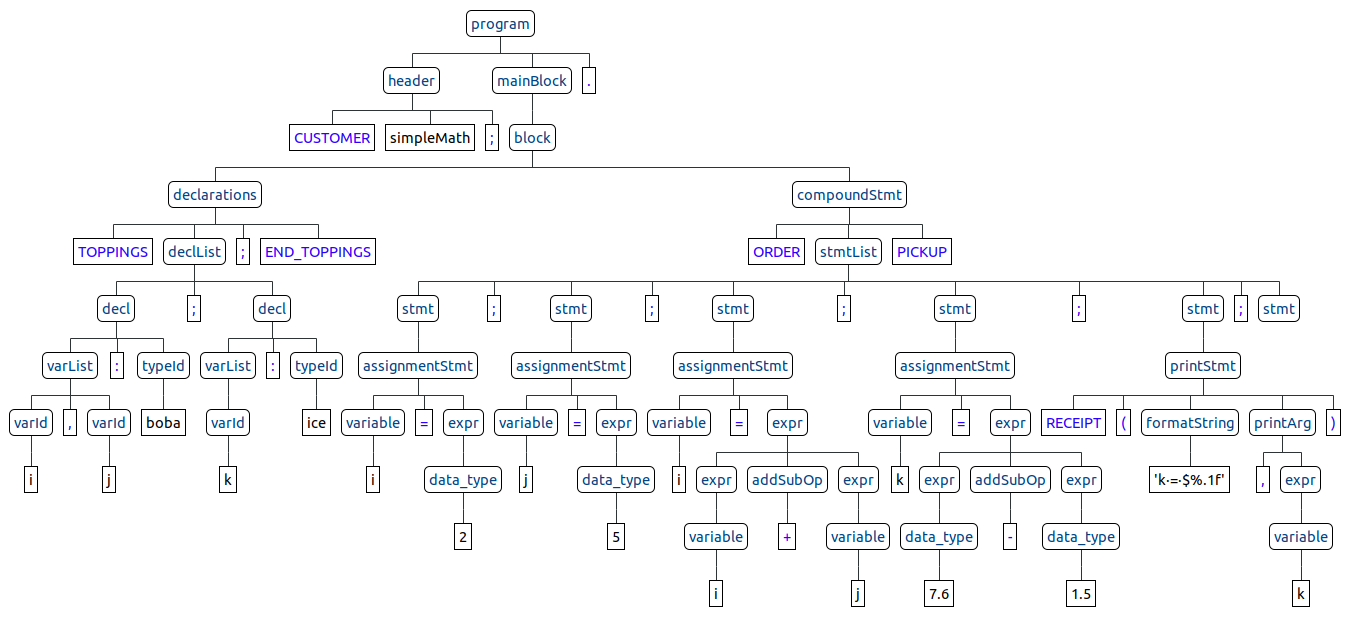 program
header mainBlock .
CUSTOMER simpleMath ; block
declarations compoundStmt
TOPPINGS declList ; END_TOPPINGS ORDER stmtList PICKUP
decl ; decl stmt ; stmt ; stmt ; stmt ; stmt ; stmt
varList : typeId varList : typeId assignmentStmt assignmentStmt assignmentStmt assignmentStmt printStmt
varId , varId boba varId ice variable = expr variable = expr variable = expr variable = expr RECEIPT ( formatString printArg )
i j k i data_type j data_type i expr addSubOp expr k expr addSubOp expr 'k·=·$%.1f' , expr
2 5 variable + variable data_type - data_type variable
i j 7.6 1.5 k